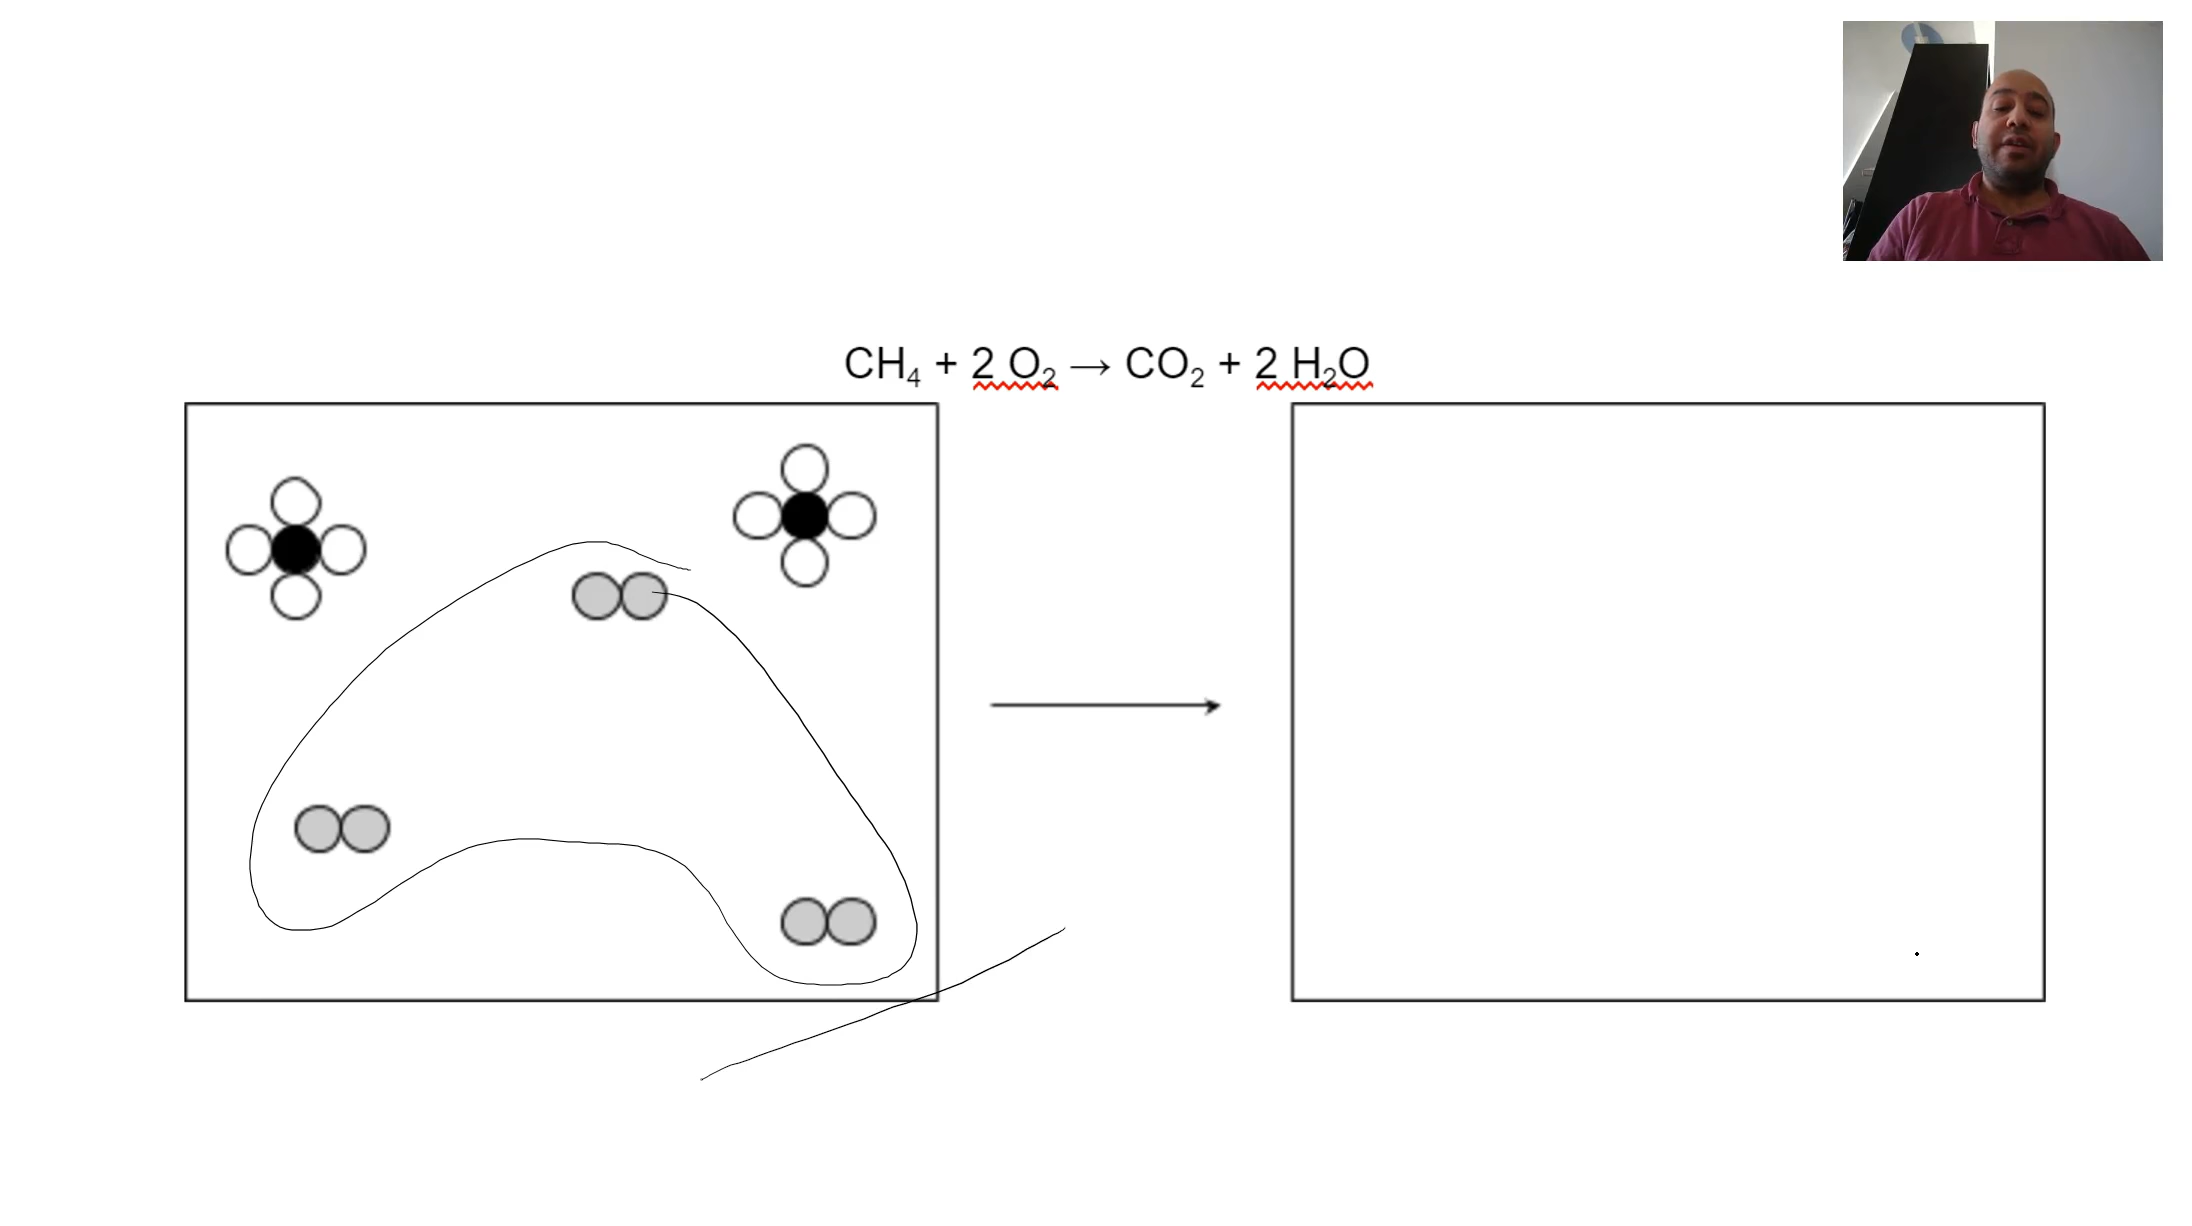 CH₄ + 2 O₂ → CO₂ + 2 H₂O